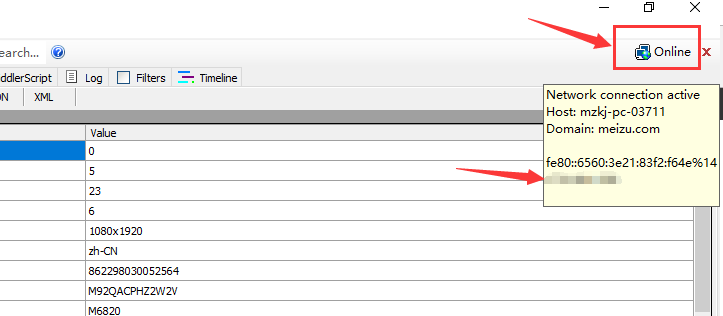 earch...
Online
ddlerScript
Log
Filters
Timeline
ON
XML
Network connection active
Host: mzkj-pc-03711
Domain: meizu.com
fe80::6560:3e21:83f2:f64e%14
Value
0
5
23
6
1080x1920
zh-CN
862298030052564
M92QACPHZ2W2V
M6820